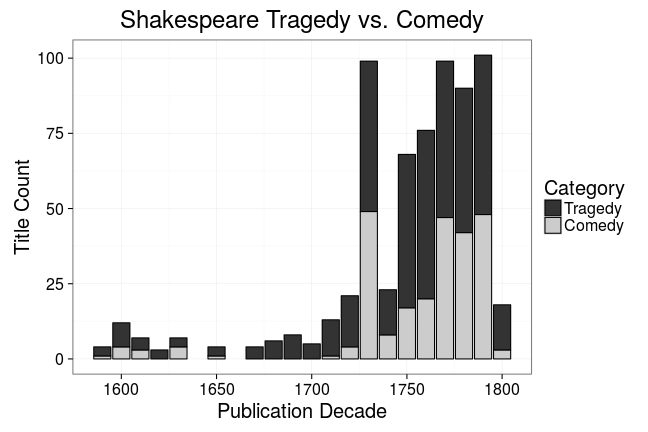 Shakespeare Tragedy vs. Comedy
Title Count
100
75
50
25
0
1600 1650 1700 1750 1800
Publication Decade
Category
Tragedy
Comedy